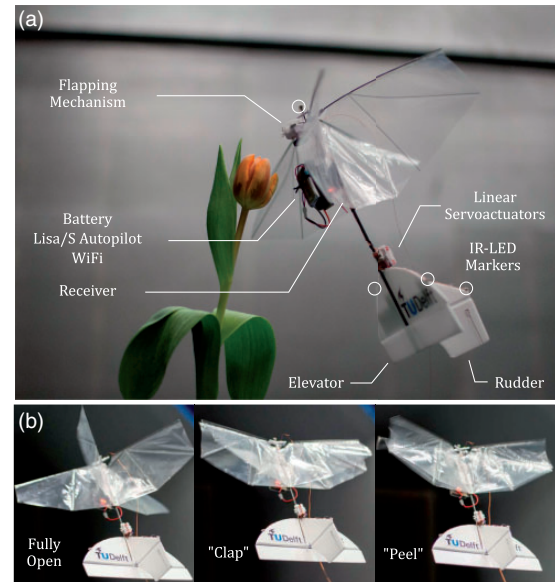 (a)
Flapping
Mechanism
Battery
Lisa/S Autopilot
WiFi
Receiver
Linear
Servoactuators
IR-LED
Markers
TUDelft
Elevator
Rudder
(b)
Fully
Open
TUDelft
"Clap"
TUDelft
"Peel"
TUDelft